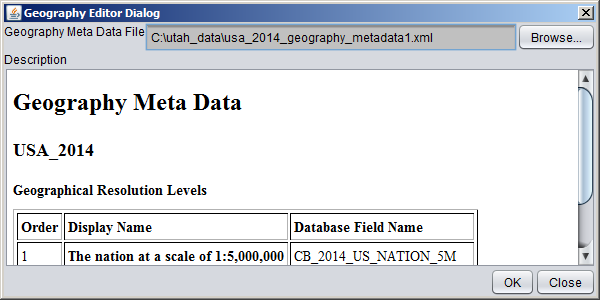 Geography Editor Dialog
Geography Meta Data File C:\utah_data\usa_2014_geography_metadata1.xml Browse...
Description
Geography Meta Data
USA_2014
Geographical Resolution Levels
Order Display Name Database Field Name
1 The nation at a scale of 1:5,000,000 CB_2014_US_NATION_5M
OK Close